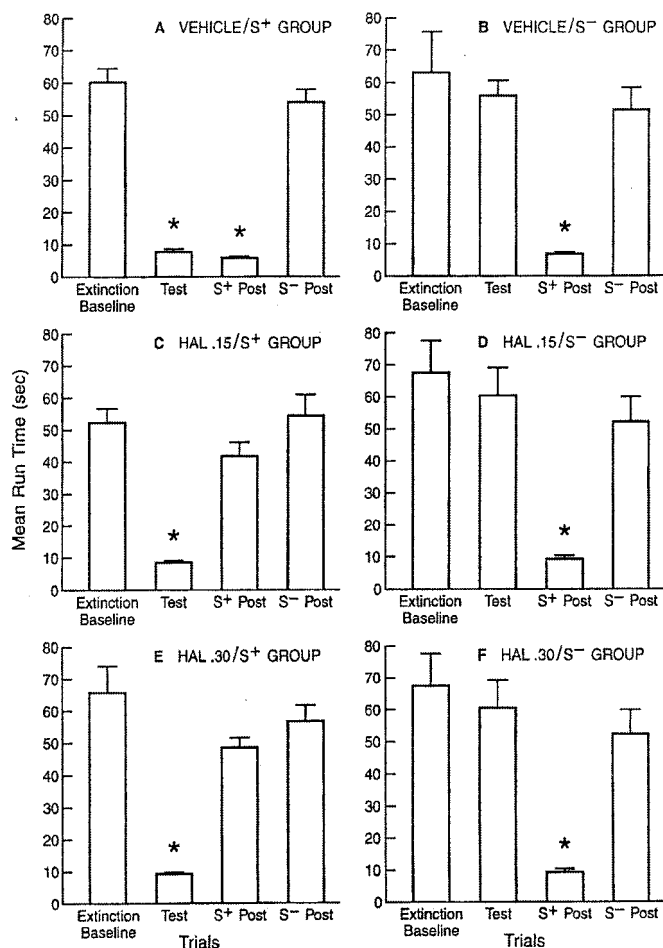 A VEHICLE/S+ GROUP
80
70
60
50
40
30
20
10
0
*
*
Extinction Baseline
Test
S+ Post
S− Post
B VEHICLE/S− GROUP
80
70
60
50
40
30
20
10
0
*
Extinction Baseline
Test
S+ Post
S− Post
C HAL .15/S+ GROUP
80
70
60
50
40
30
20
10
0
*
Extinction Baseline
Test
S+ Post
S− Post
D HAL .15/S− GROUP
80
70
60
50
40
30
20
10
0
*
Extinction Baseline
Test
S+ Post
S− Post
Mean Run Time (sec)
E HAL .30/S+ GROUP
80
70
60
50
40
30
20
10
0
*
Extinction Baseline
Test
S+ Post
S− Post
Trials
F HAL .30/S− GROUP
80
70
60
50
40
30
20
10
0
*
Extinction Baseline
Test
S+ Post
S− Post
Trials